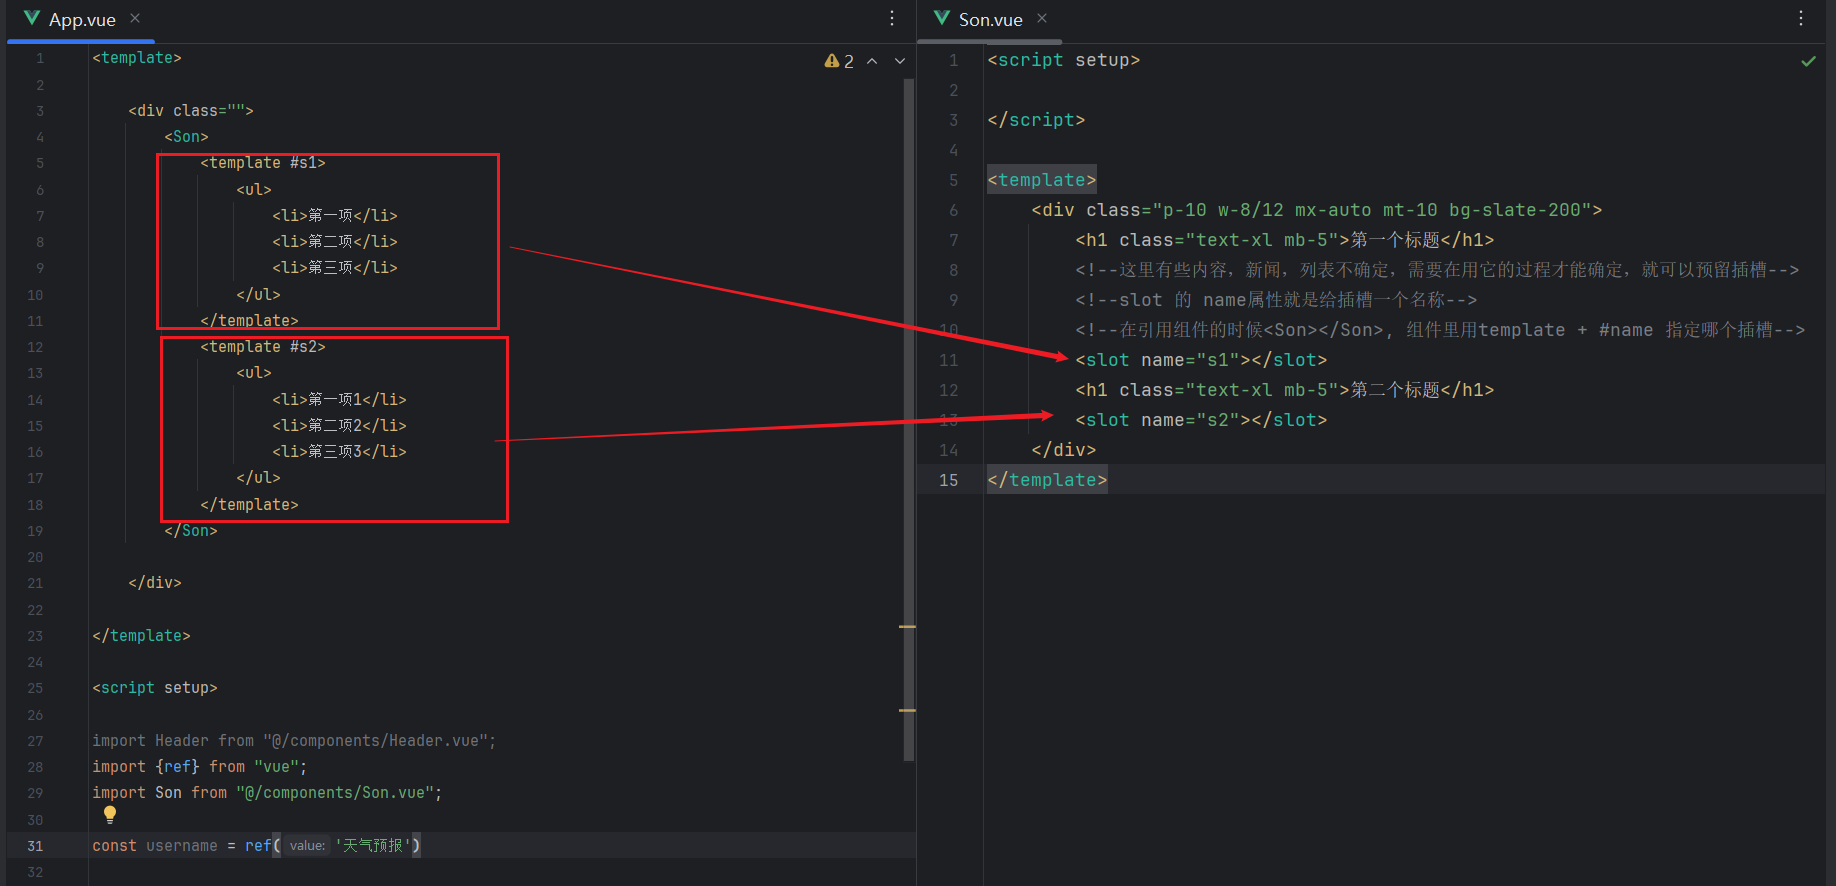 App.vue
2
1 <template>
2
3 <div class="">
4 <Son>
5 <template #s1>
6 <ul>
7 <li>第一项</li>
8 <li>第二项</li>
9 <li>第三项</li>
10 </ul>
11 </template>
12 <template #s2>
13 <ul>
14 <li>第一项1</li>
15 <li>第二项2</li>
16 <li>第三项3</li>
17 </ul>
18 </template>
19 </Son>
20
21 </div>
22
23 </template>
24
25 <script setup>
26
27 import Header from "@/components/Header.vue";
28 import {ref} from "vue";
29 import Son from "@/components/Son.vue";
30
31 const username = ref( value: '天气预报')
32
Son.vue
1 <script setup>
2
3 </script>
4
5 <template>
6 <div class="p-10 w-8/12 mx-auto mt-10 bg-slate-200">
7 <h1 class="text-xl mb-5">第一个标题</h1>
8 <!--这里有些内容，新闻，列表不确定，需要在用它的过程才能确定，就可以预留插槽-->
9 <!--slot 的 name属性就是给插槽一个名称-->
10 <!--在引用组件的时候<Son></Son>, 组件里用template + #name 指定哪个插槽-->
11 <slot name="s1"></slot>
12 <h1 class="text-xl mb-5">第二个标题</h1>
13 <slot name="s2"></slot>
14 </div>
15 </template>